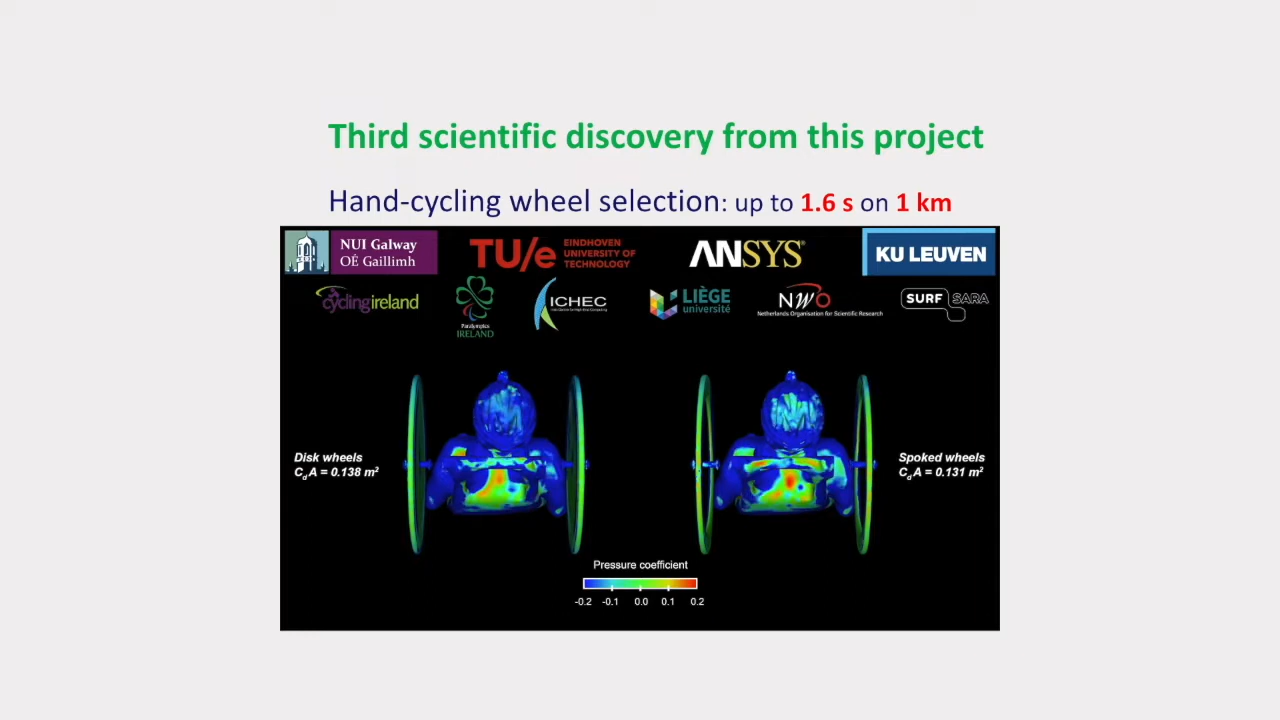 Third scientific discovery from this project
Hand-cycling wheel selection: up to 1.6 s on 1 km
NUI Galway
OÉ Gaillimh
TU/e
EINDHOVEN
UNIVERSITY OF
TECHNOLOGY
ANSYS®
KU LEUVEN
cyclingireland
Paralympics
IRELAND
ICHEC
LIÈGE
université
NWO
Netherlands Organisation for Scientific Research
SURF SARA
Disk wheels
CdA = 0.138 m²
Spoked wheels
CdA = 0.131 m²
Pressure coefficient
-0.2 -0.1 0.0 0.1 0.2